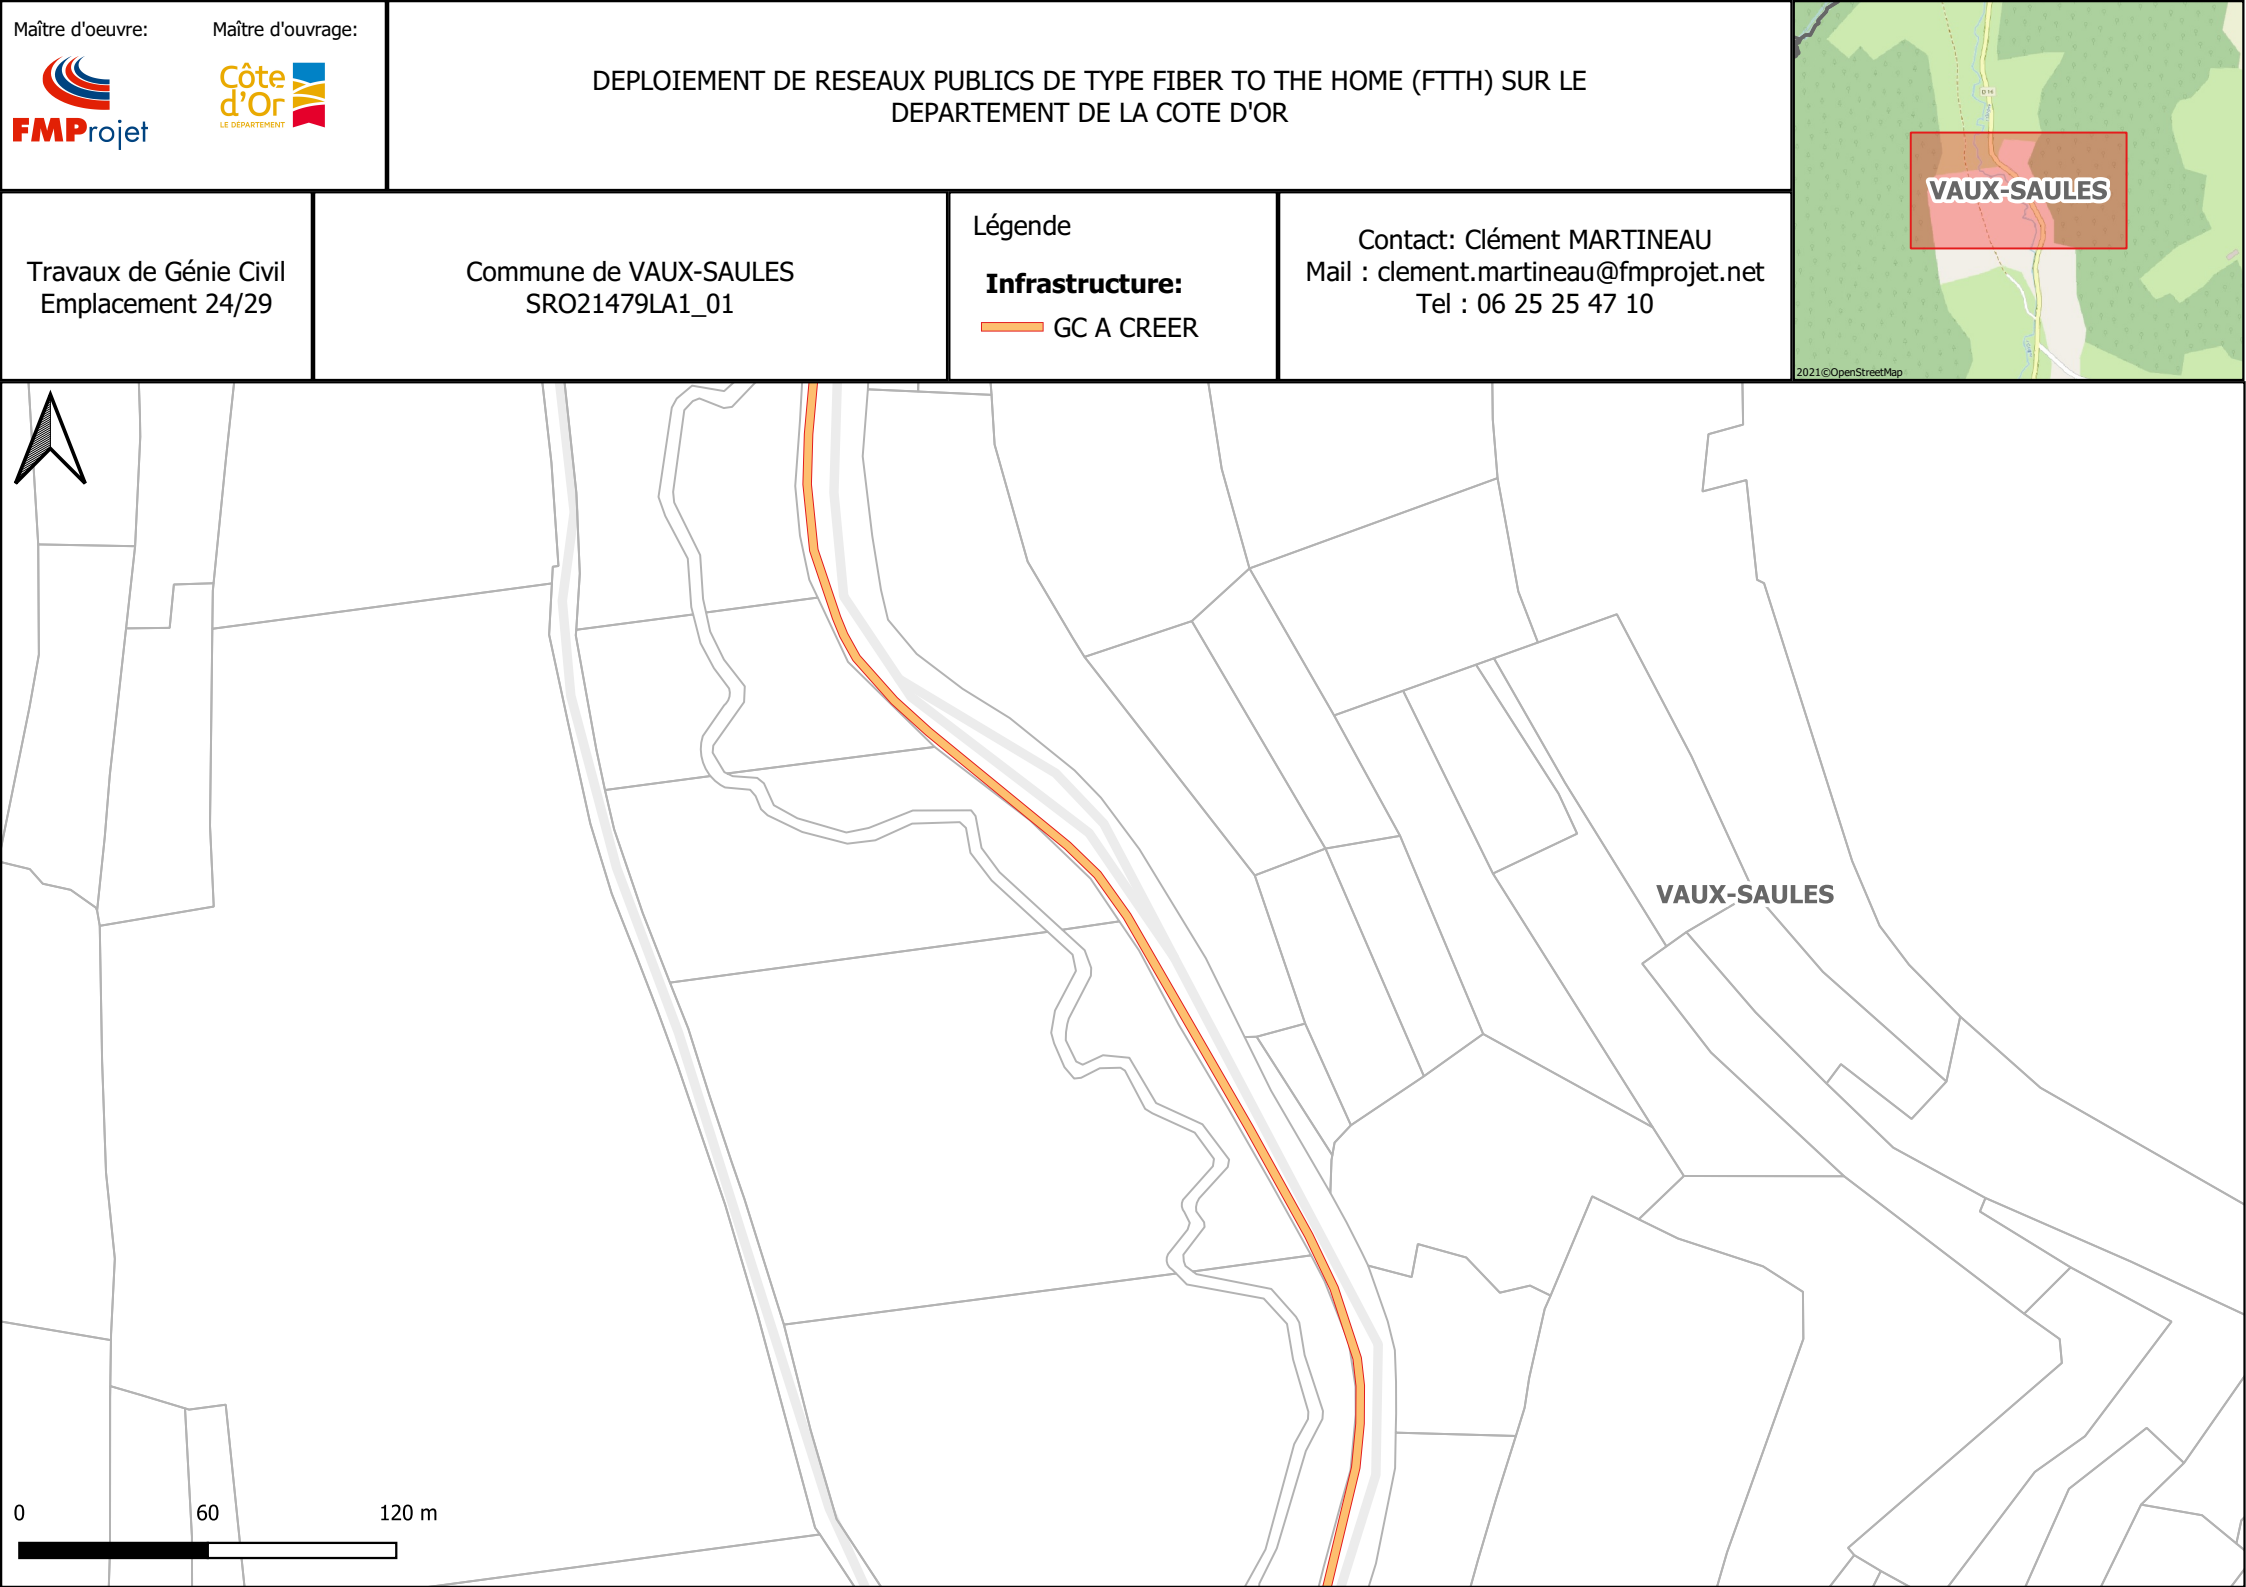 Maître d'oeuvre:
Maître d'ouvrage:
FMProjet
Côte
d'Or
LE DÉPARTEMENT
DEPLOIEMENT DE RESEAUX PUBLICS DE TYPE FIBER TO THE HOME (FTTH) SUR LE
DEPARTEMENT DE LA COTE D'OR
D 16
VAUX-SAULES
2021©OpenStreetMap
Travaux de Génie Civil
Emplacement 24/29
Commune de VAUX-SAULES
SRO21479LA1_01
Légende
Infrastructure:
GC A CREER
Contact: Clément MARTINEAU
Mail : clement.martineau@fmprojet.net
Tel : 06 25 25 47 10
VAUX-SAULES
0 60 120 m